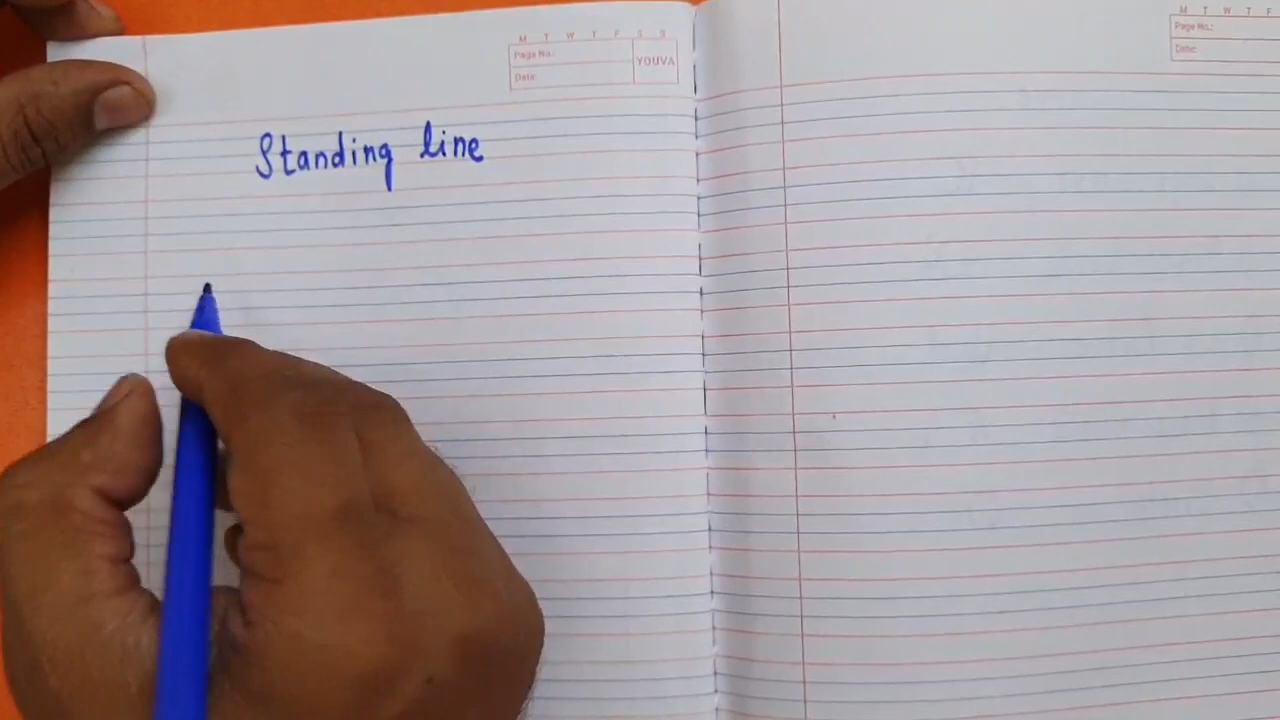 M T W T F S S
Page No.:
Date:
YOUVA
Standing line
M T W T F
Page No.:
Date: